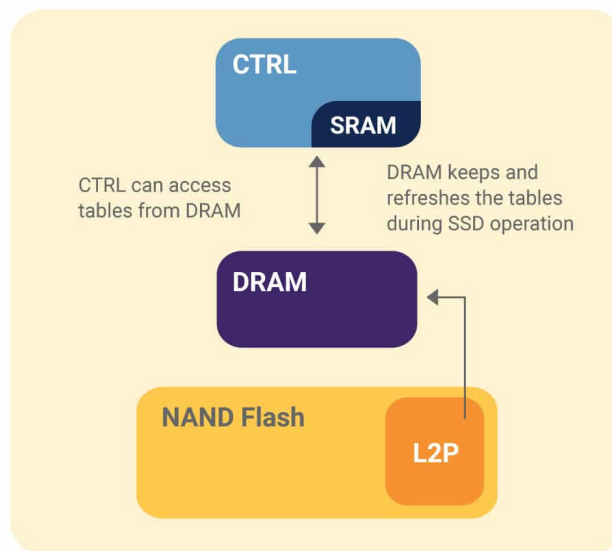 CTRL
SRAM
CTRL can access
tables from DRAM
DRAM keeps and
refreshes the tables
during SSD operation
DRAM
NAND Flash
L2P